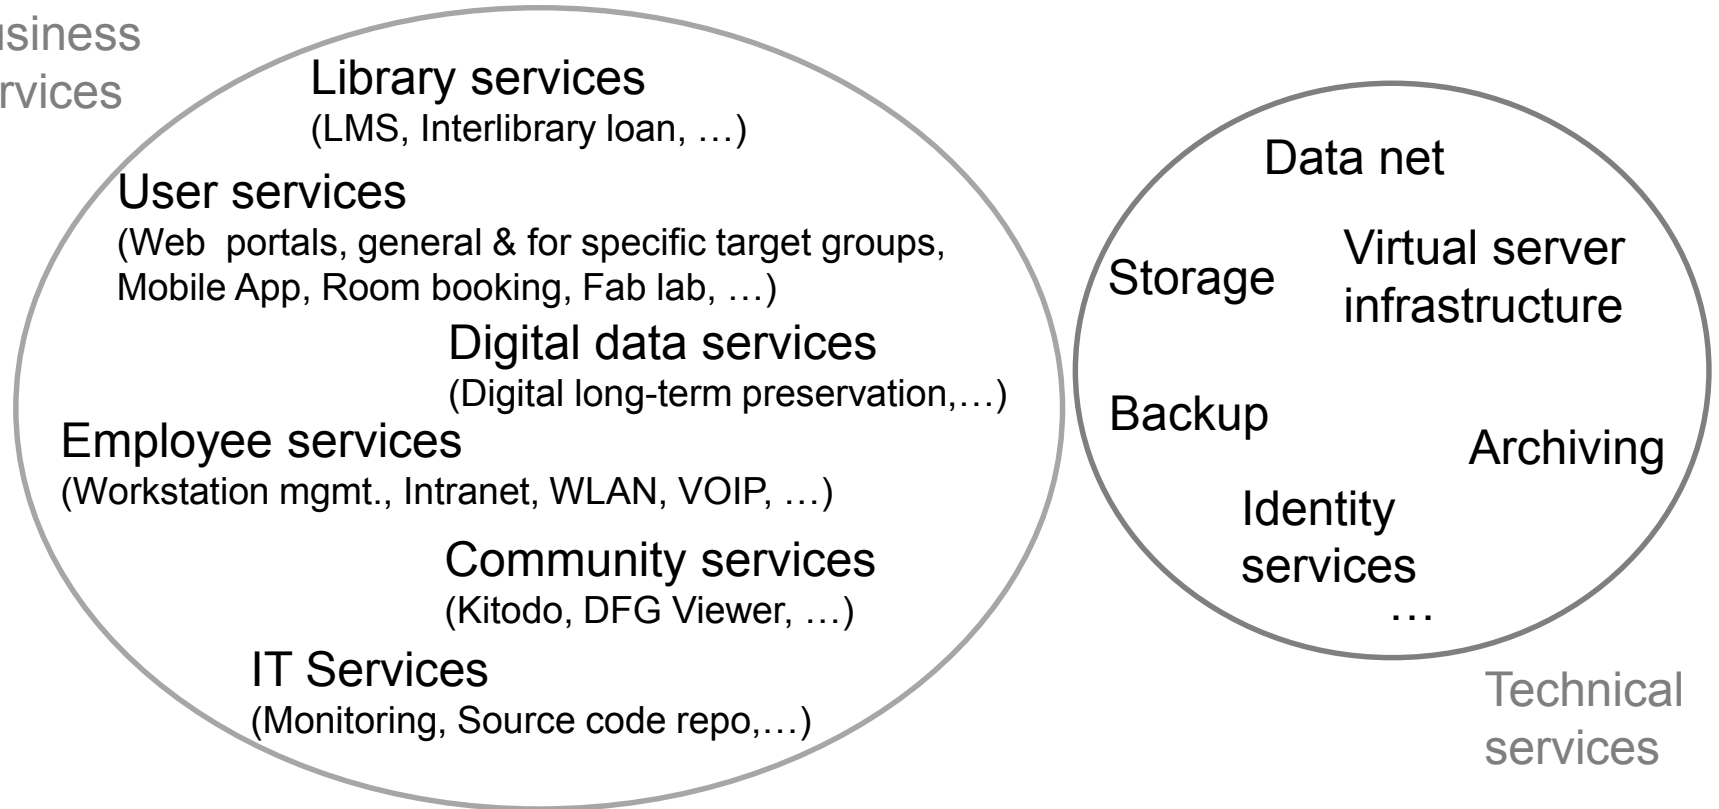 usiness
rvices
Library services
(LMS, Interlibrary loan, …)
User services
(Web portals, general & for specific target groups,
Mobile App, Room booking, Fab lab, …)
Digital data services
(Digital long-term preservation,…)
Employee services
(Workstation mgmt., Intranet, WLAN, VOIP, …)
Community services
(Kitodo, DFG Viewer, …)
IT Services
(Monitoring, Source code repo,…)
Data net
Storage
Virtual server
infrastructure
Backup
Archiving
Identity
services
…
Technical
services